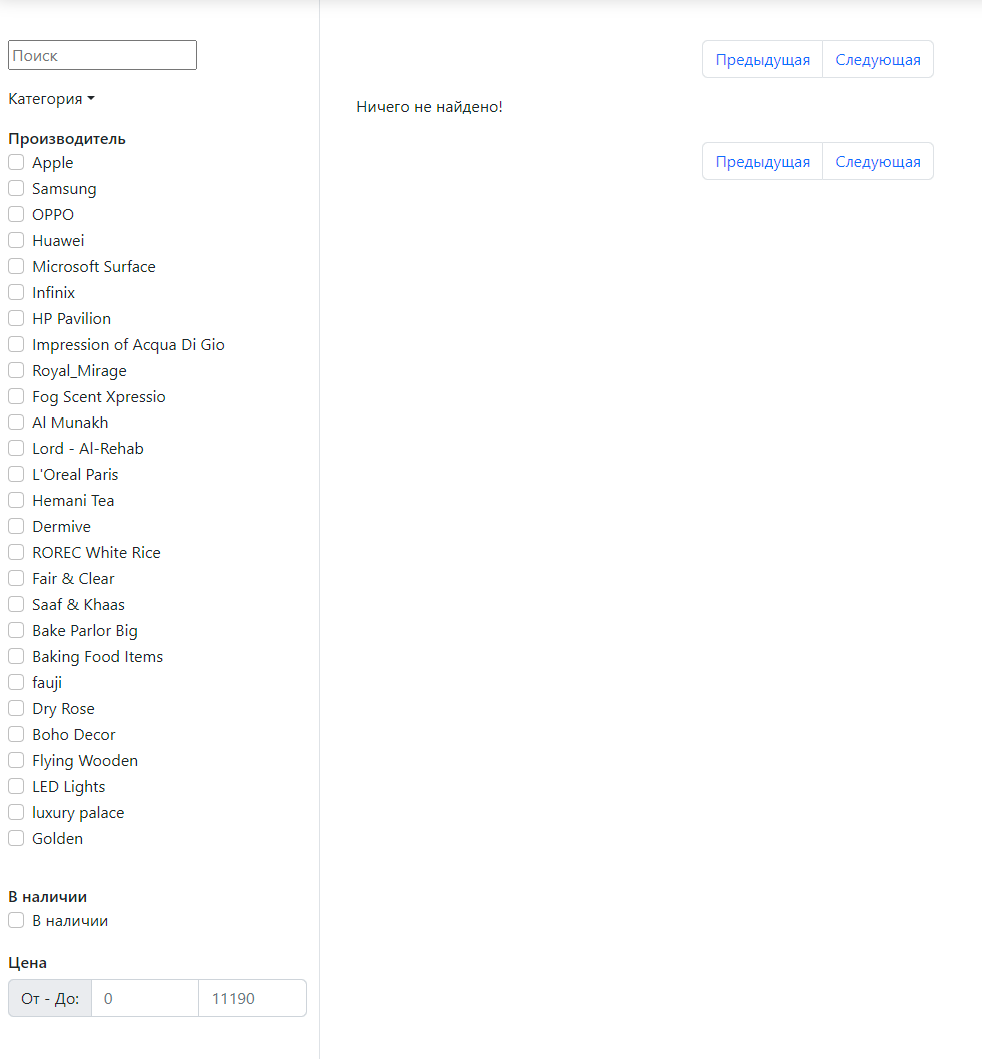 Поиск
Категория
Производитель
Apple
Samsung
OPPO
Huawei
Microsoft Surface
Infinix
HP Pavilion
Impression of Acqua Di Gio
Royal_Mirage
Fog Scent Xpressio
Al Munakh
Lord - Al-Rehab
L'Oreal Paris
Hemani Tea
Dermive
ROREC White Rice
Fair & Clear
Saaf & Khaas
Bake Parlor Big
Baking Food Items
fauji
Dry Rose
Boho Decor
Flying Wooden
LED Lights
luxury palace
Golden
В наличии
В наличии
Цена
От - До: 0 11190
Предыдущая Следующая
Ничего не найдено!
Предыдущая Следующая